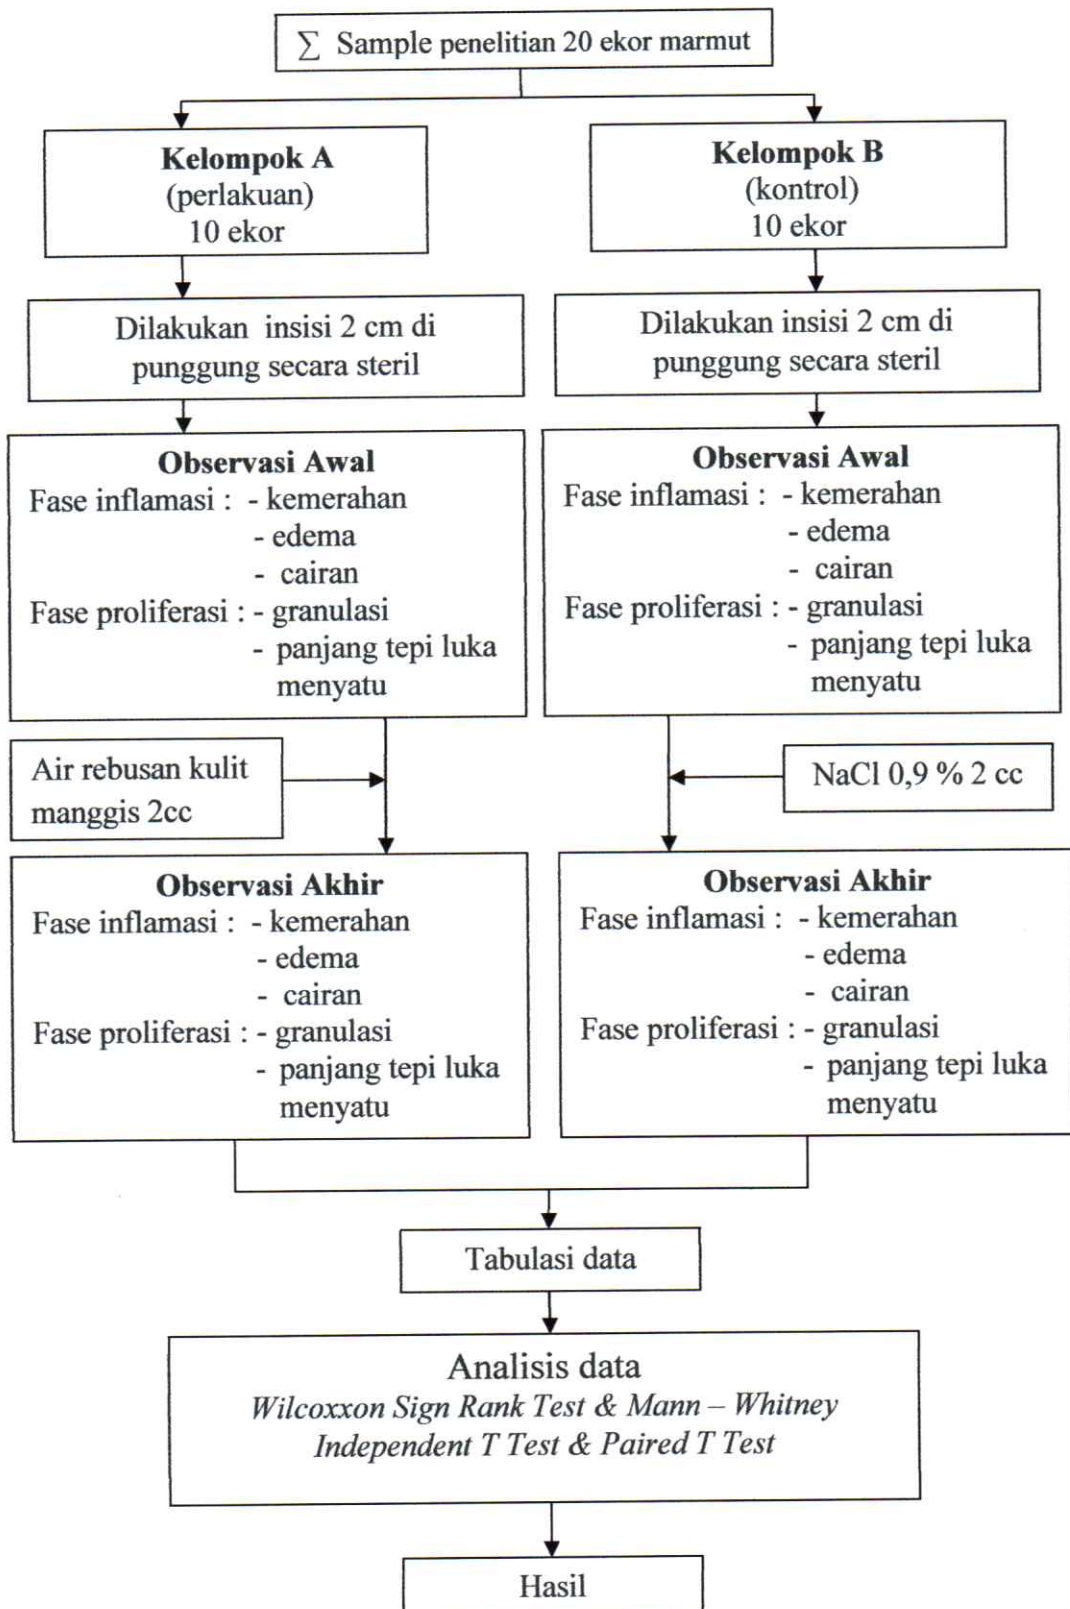 ∑ Sample penelitian 20 ekor marmut
Kelompok A
(perlakuan)
10 ekor
Kelompok B
(kontrol)
10 ekor
Dilakukan insisi 2 cm di
punggung secara steril
Dilakukan insisi 2 cm di
punggung secara steril
Observasi Awal
Fase inflamasi : - kemerahan
- edema
- cairan
Fase proliferasi : - granulasi
- panjang tepi luka
menyatu
Observasi Awal
Fase inflamasi : - kemerahan
- edema
- cairan
Fase proliferasi : - granulasi
- panjang tepi luka
menyatu
Air rebusan kulit
manggis 2cc
NaCl 0,9 % 2 cc
Observasi Akhir
Fase inflamasi : - kemerahan
- edema
- cairan
Fase proliferasi : - granulasi
- panjang tepi luka
menyatu
Observasi Akhir
Fase inflamasi : - kemerahan
- edema
- cairan
Fase proliferasi : - granulasi
- panjang tepi luka
menyatu
Tabulasi data
Analisis data
Wilcoxxon Sign Rank Test & Mann – Whitney
Independent T Test & Paired T Test
Hasil